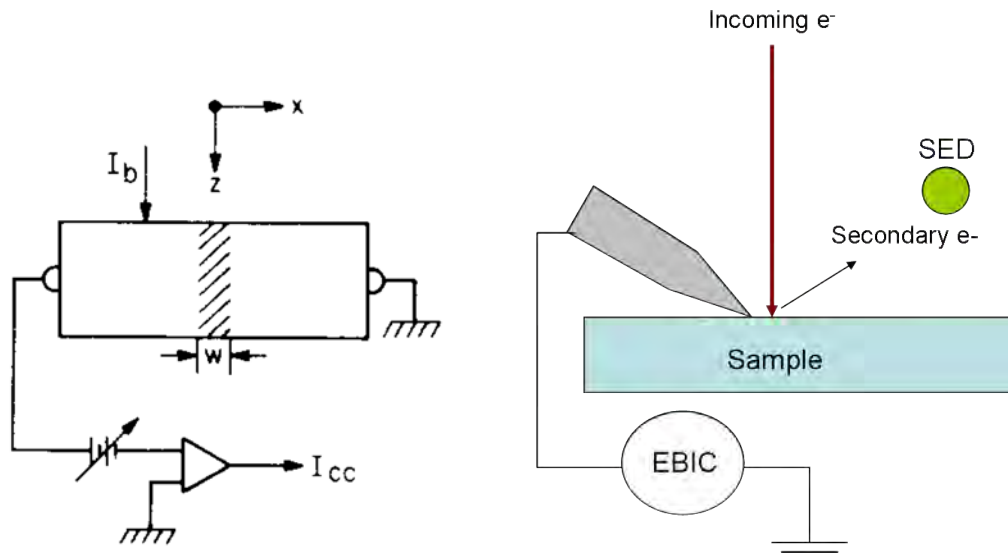 x
I_b
z
W
I_cc
Incoming e⁻
SED
Secondary e-
Sample
EBIC